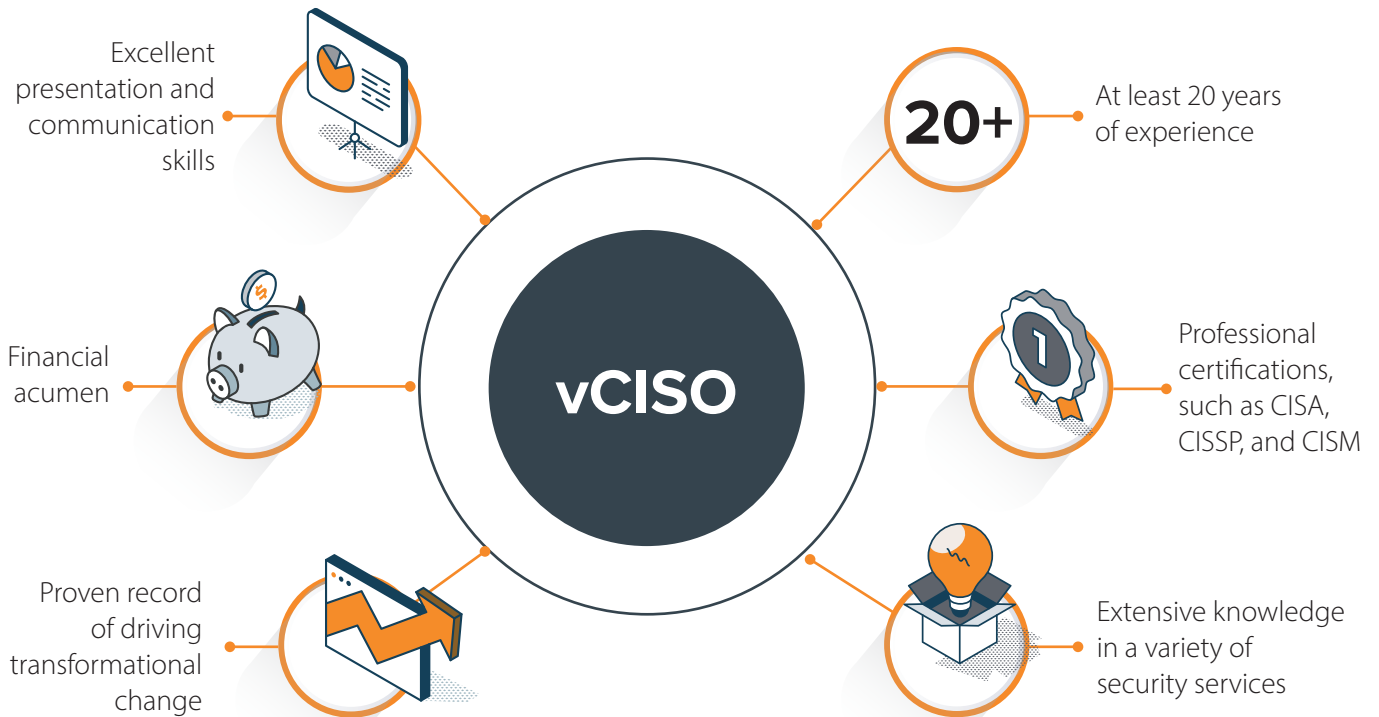 Excellent
presentation and
communication
skills
20+
At least 20 years
of experience
vCISO
Financial
acumen
1
Professional
certifications,
such as CISA,
CISSP, and CISM
Proven record
of driving
transformational
change
Extensive knowledge
in a variety of
security services
$